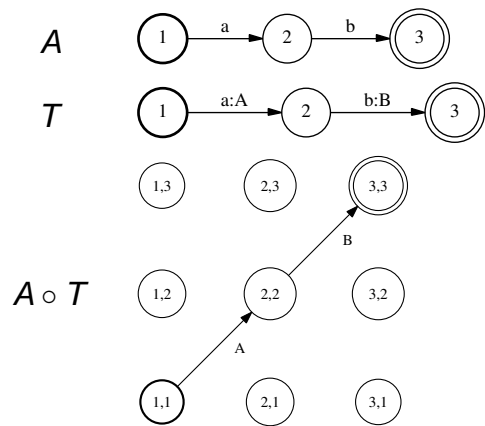 A 1 a 2 b 3
T 1 a:A 2 b:B 3
1,3 2,3 3,3
B
A ∘ T 1,2 2,2 3,2
A
1,1 2,1 3,1